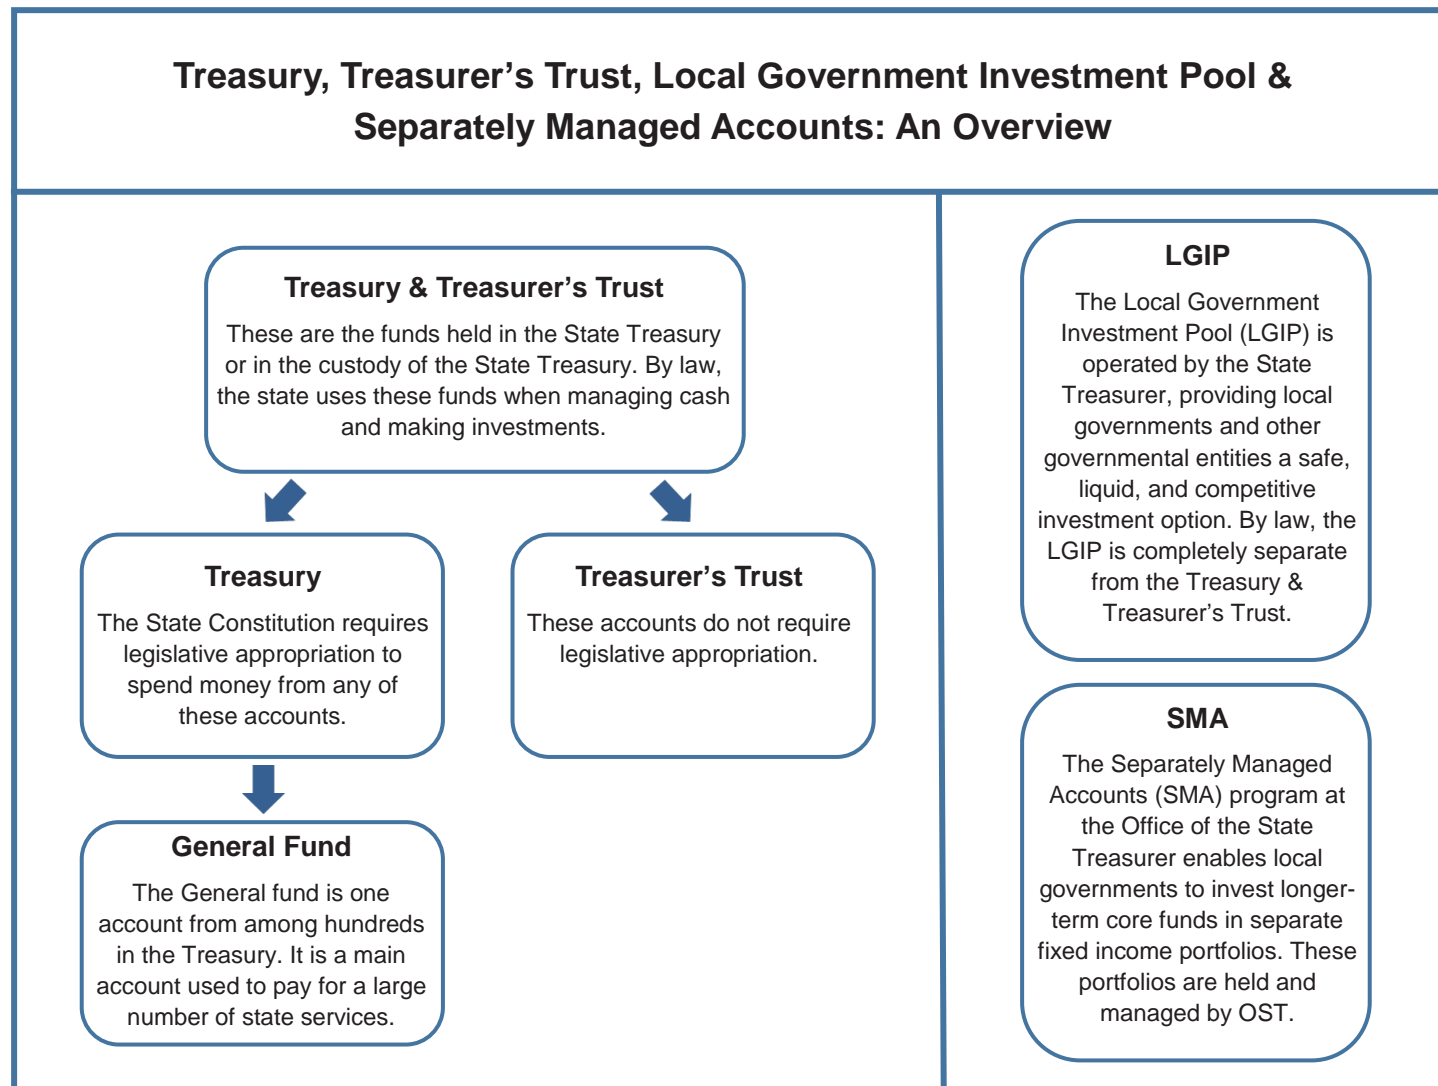 Treasury, Treasurer’s Trust, Local Government Investment Pool &
Separately Managed Accounts: An Overview
Treasury & Treasurer’s Trust
These are the funds held in the State Treasury
or in the custody of the State Treasury. By law,
the state uses these funds when managing cash
and making investments.
Treasury
The State Constitution requires
legislative appropriation to
spend money from any of
these accounts.
Treasurer’s Trust
These accounts do not require
legislative appropriation.
General Fund
The General fund is one
account from among hundreds
in the Treasury. It is a main
account used to pay for a large
number of state services.
LGIP
The Local Government
Investment Pool (LGIP) is
operated by the State
Treasurer, providing local
governments and other
governmental entities a safe,
liquid, and competitive
investment option. By law, the
LGIP is completely separate
from the Treasury &
Treasurer’s Trust.
SMA
The Separately Managed
Accounts (SMA) program at
the Office of the State
Treasurer enables local
governments to invest longer-
term core funds in separate
fixed income portfolios. These
portfolios are held and
managed by OST.